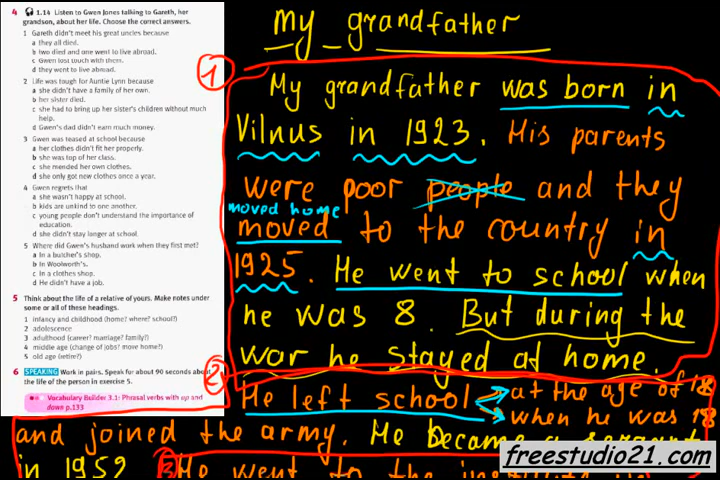 4 1.14 Listen to Gwen Jones talking to Gareth, her
grandson, about her life. Choose the correct answers.
1 Gareth didn't meet his great uncles because
a they all died.
b two died and one went to live abroad.
c Gwen lost touch with them.
d they went to live abroad.
2 Life was tough for Auntie Lynn because
a she didn't have a family of her own.
b her sister died.
c she had to bring up her sister's children without much
help.
d Gwen's dad didn't earn much money.
3 Gwen was teased at school because
a her clothes didn't fit her properly.
b she was top of her class.
c she mended her own clothes.
d she only got new clothes once a year.
4 Gwen regrets that
a she wasn't happy at school.
b kids are unkind to one another.
c young people don't understand the importance of
education.
d she didn't stay longer at school.
5 Where did Gwen's husband work when they first met?
a In a butcher's shop.
b In Woolworth's.
c In a clothes shop.
d He didn't have a job.
5 Think about the life of a relative of yours. Make notes under
some or all of these headings.
1 infancy and childhood (home? where? school?)
2 adolescence
3 adulthood (career? marriage? family?)
4 middle age (change of jobs? move home?)
5 old age (retire?)
6 SPEAKING Work in pairs. Speak for about 90 seconds about
the life of the person in exercise 5.
Vocabulary Builder 3.1: Phrasal verbs with up and
down p.133
My grandfather
1
My grandfather was born in
Vilnus in 1923. His parents
were poor people and they
moved home
moved to the country in
1925. He went to school when
he was 8. But during the
war he stayed at home.
2
He left school at the age of 18
when he was 18
and joined the army. He became a sergeant
in 1952 3 He went to the
freestudio21.com